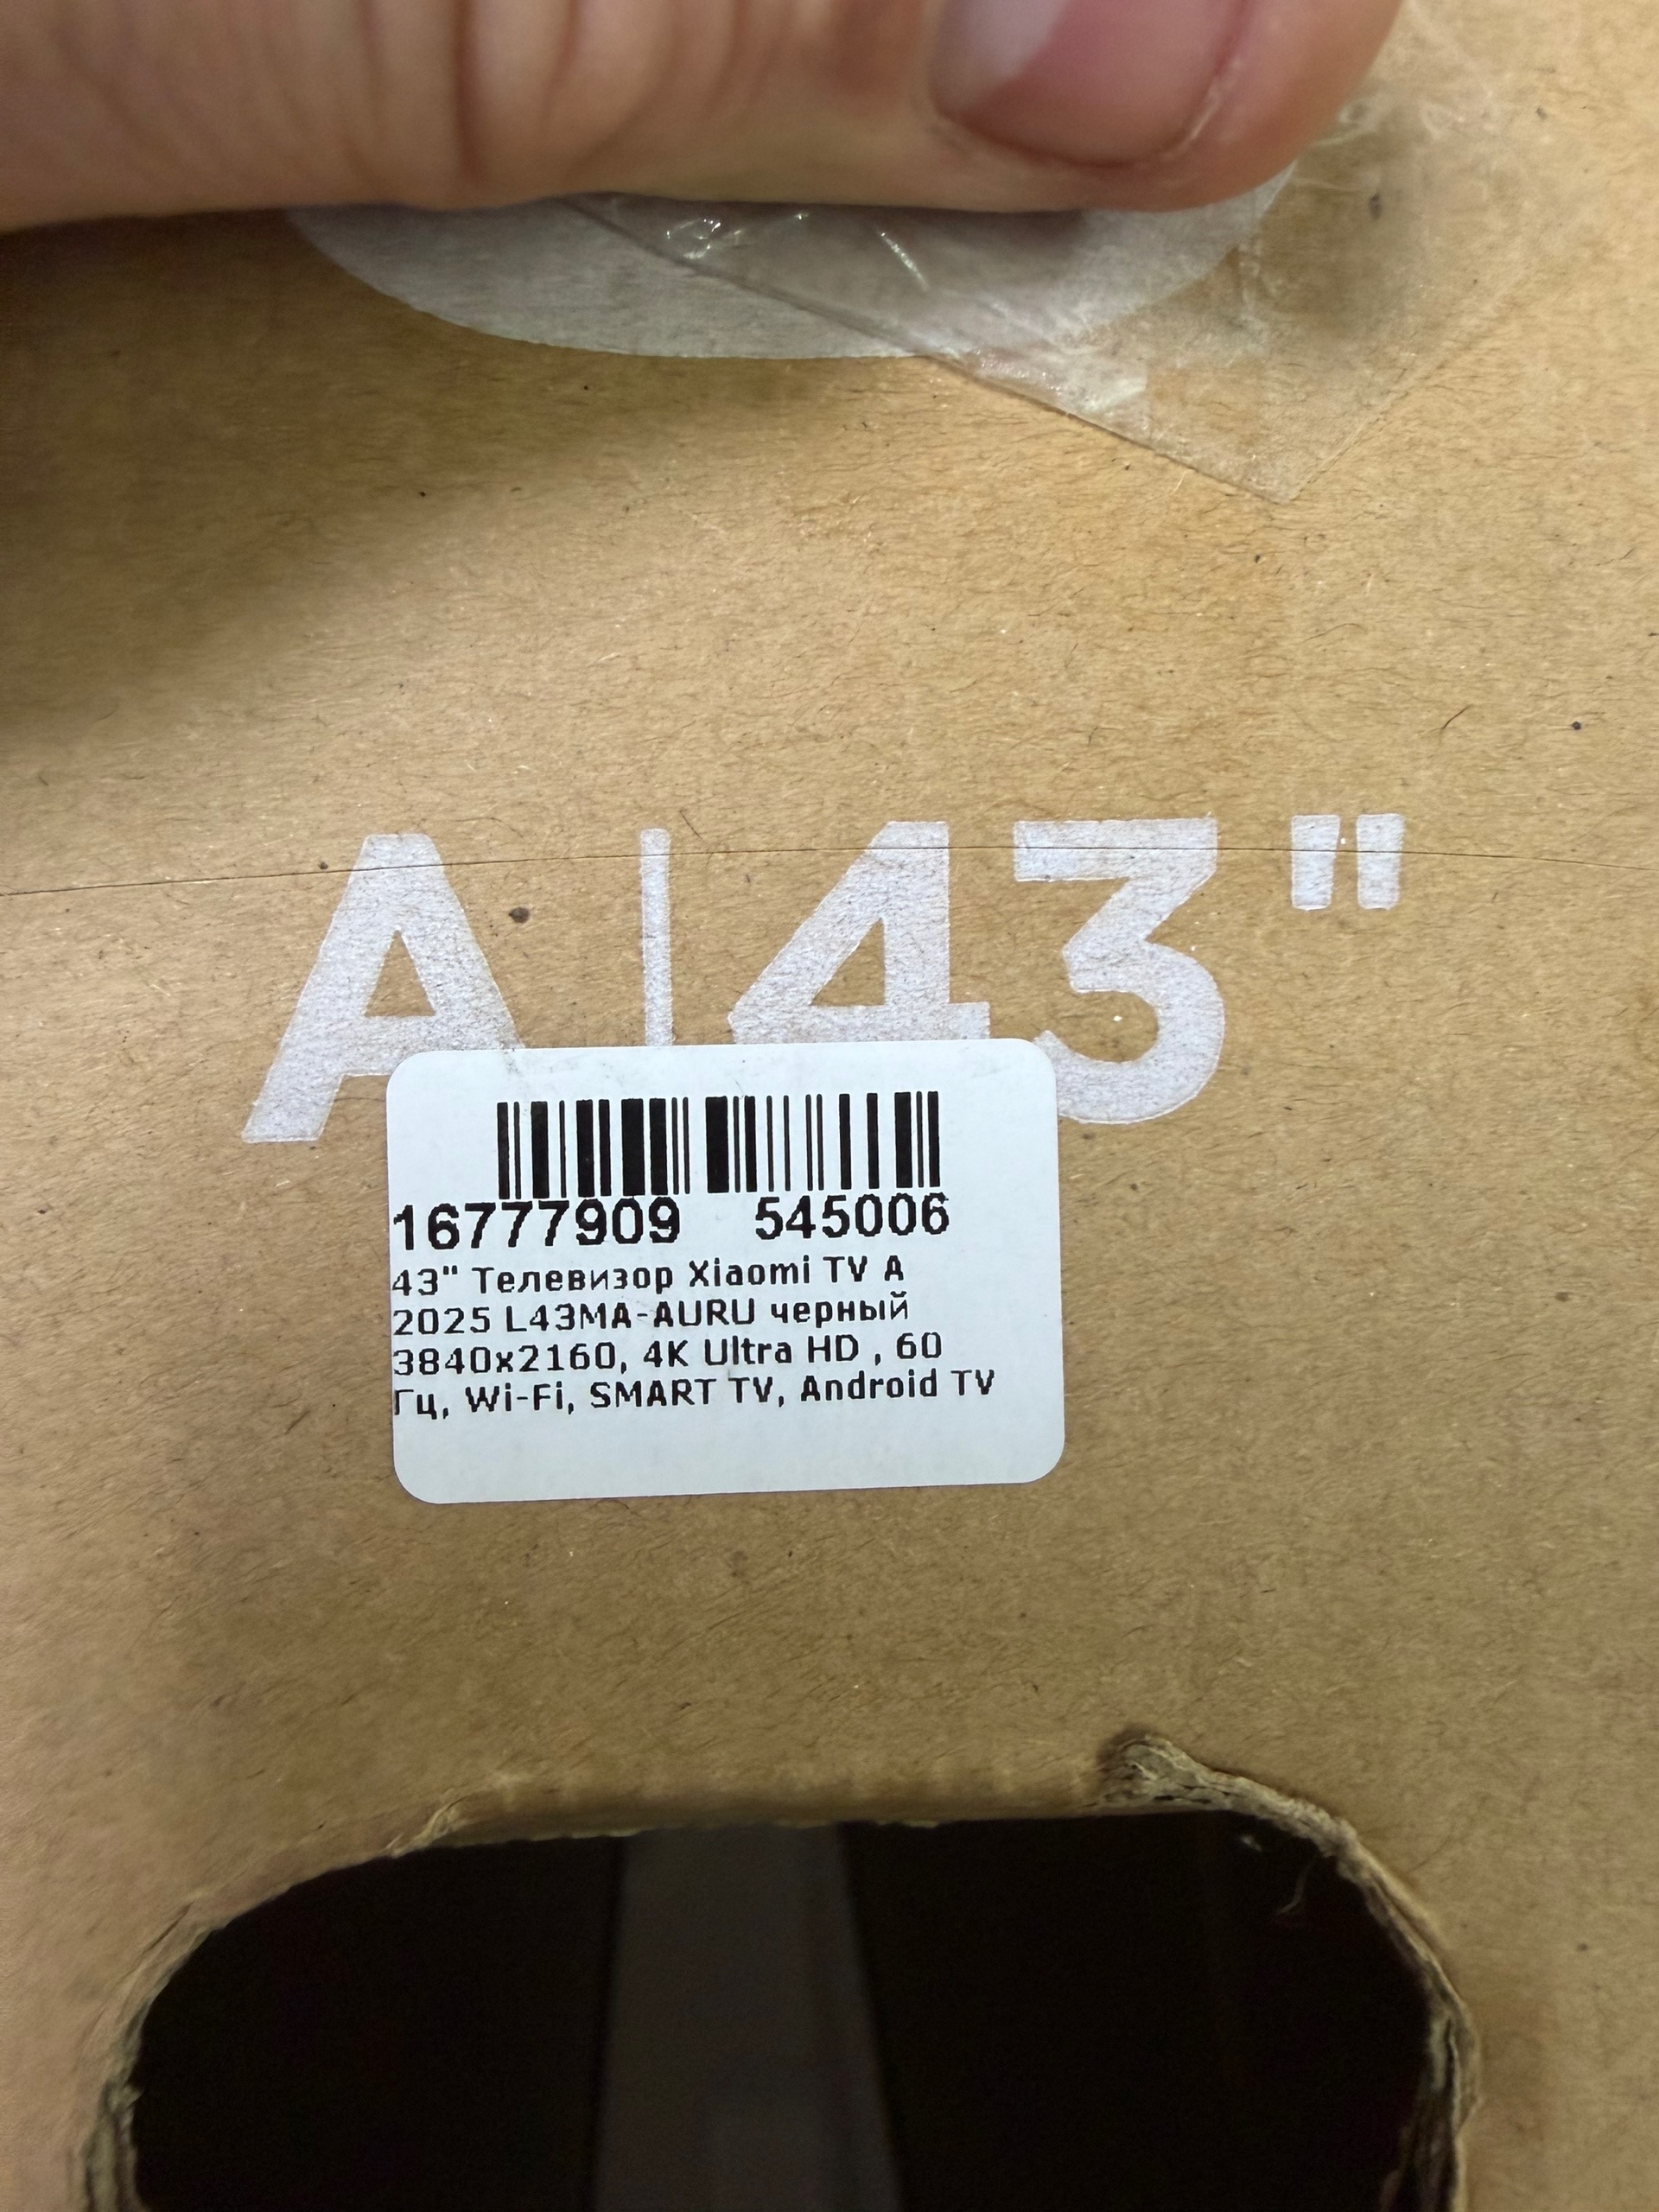 A | 43"
16777909 545006
43" Телевизор Xiaomi TV A
2025 L43MA-AURU черный
3840x2160, 4K Ultra HD , 60
Гц, Wi-Fi, SMART TV, Android TV